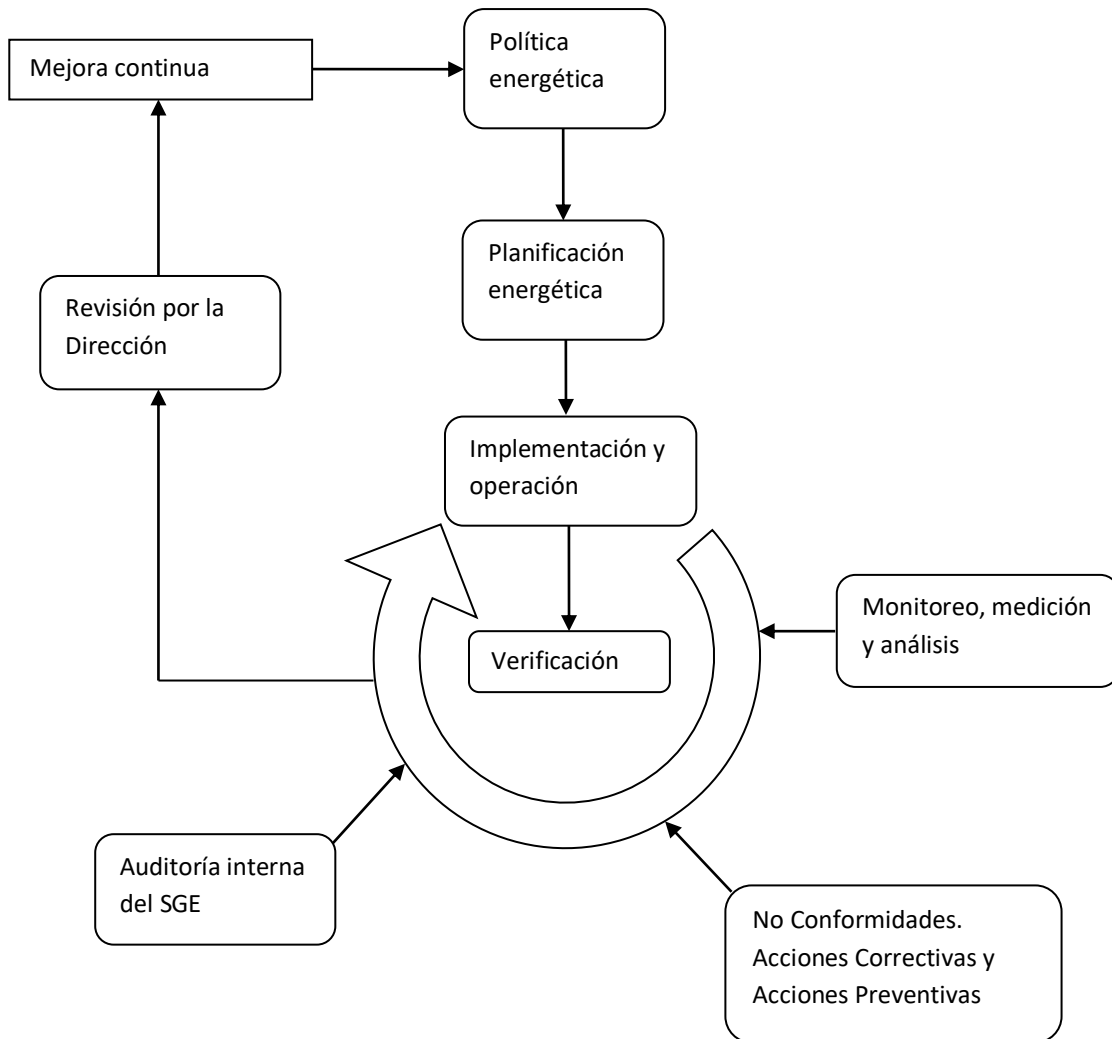 Política
energética
Mejora continua
Planificación
energética
Revisión por la
Dirección
Implementación y
operación
Monitoreo, medición
y análisis
Verificación
Auditoría interna
del SGE
No Conformidades.
Acciones Correctivas y
Acciones Preventivas